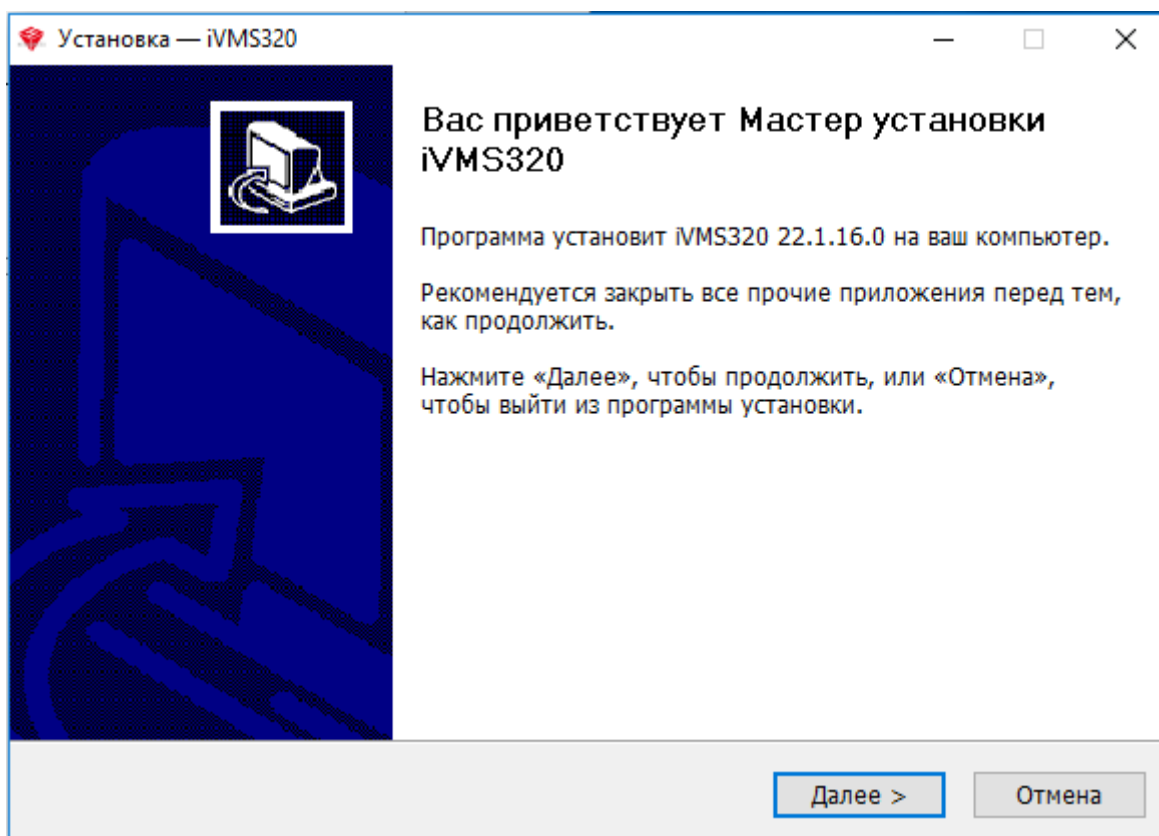 Установка — iVMS320
Вас приветствует Мастер установки
iVMS320
Программа установит iVMS320 22.1.16.0 на ваш компьютер.
Рекомендуется закрыть все прочие приложения перед тем,
как продолжить.
Нажмите «Далее», чтобы продолжить, или «Отмена»,
чтобы выйти из программы установки.
Далее >
Отмена